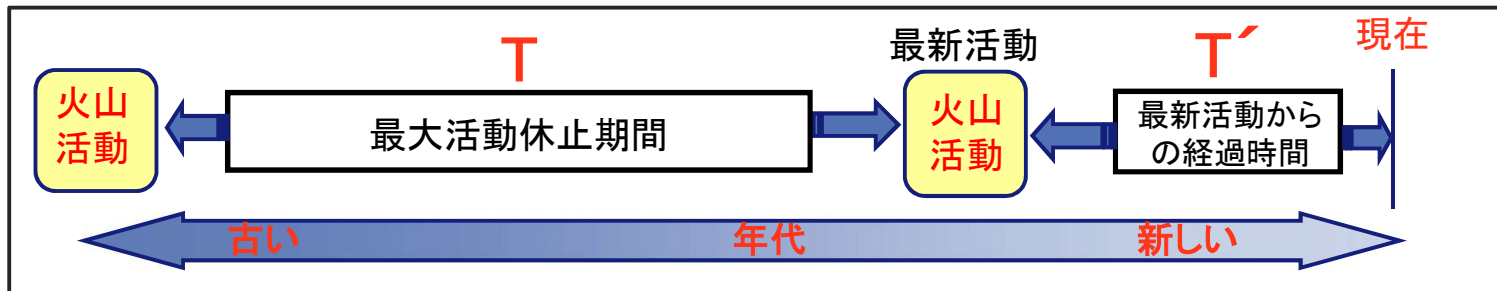 T
最新活動
T´
現在
火山
活動
最大活動休止期間
火山
活動
最新活動から
の経過時間
古い
年代
新しい